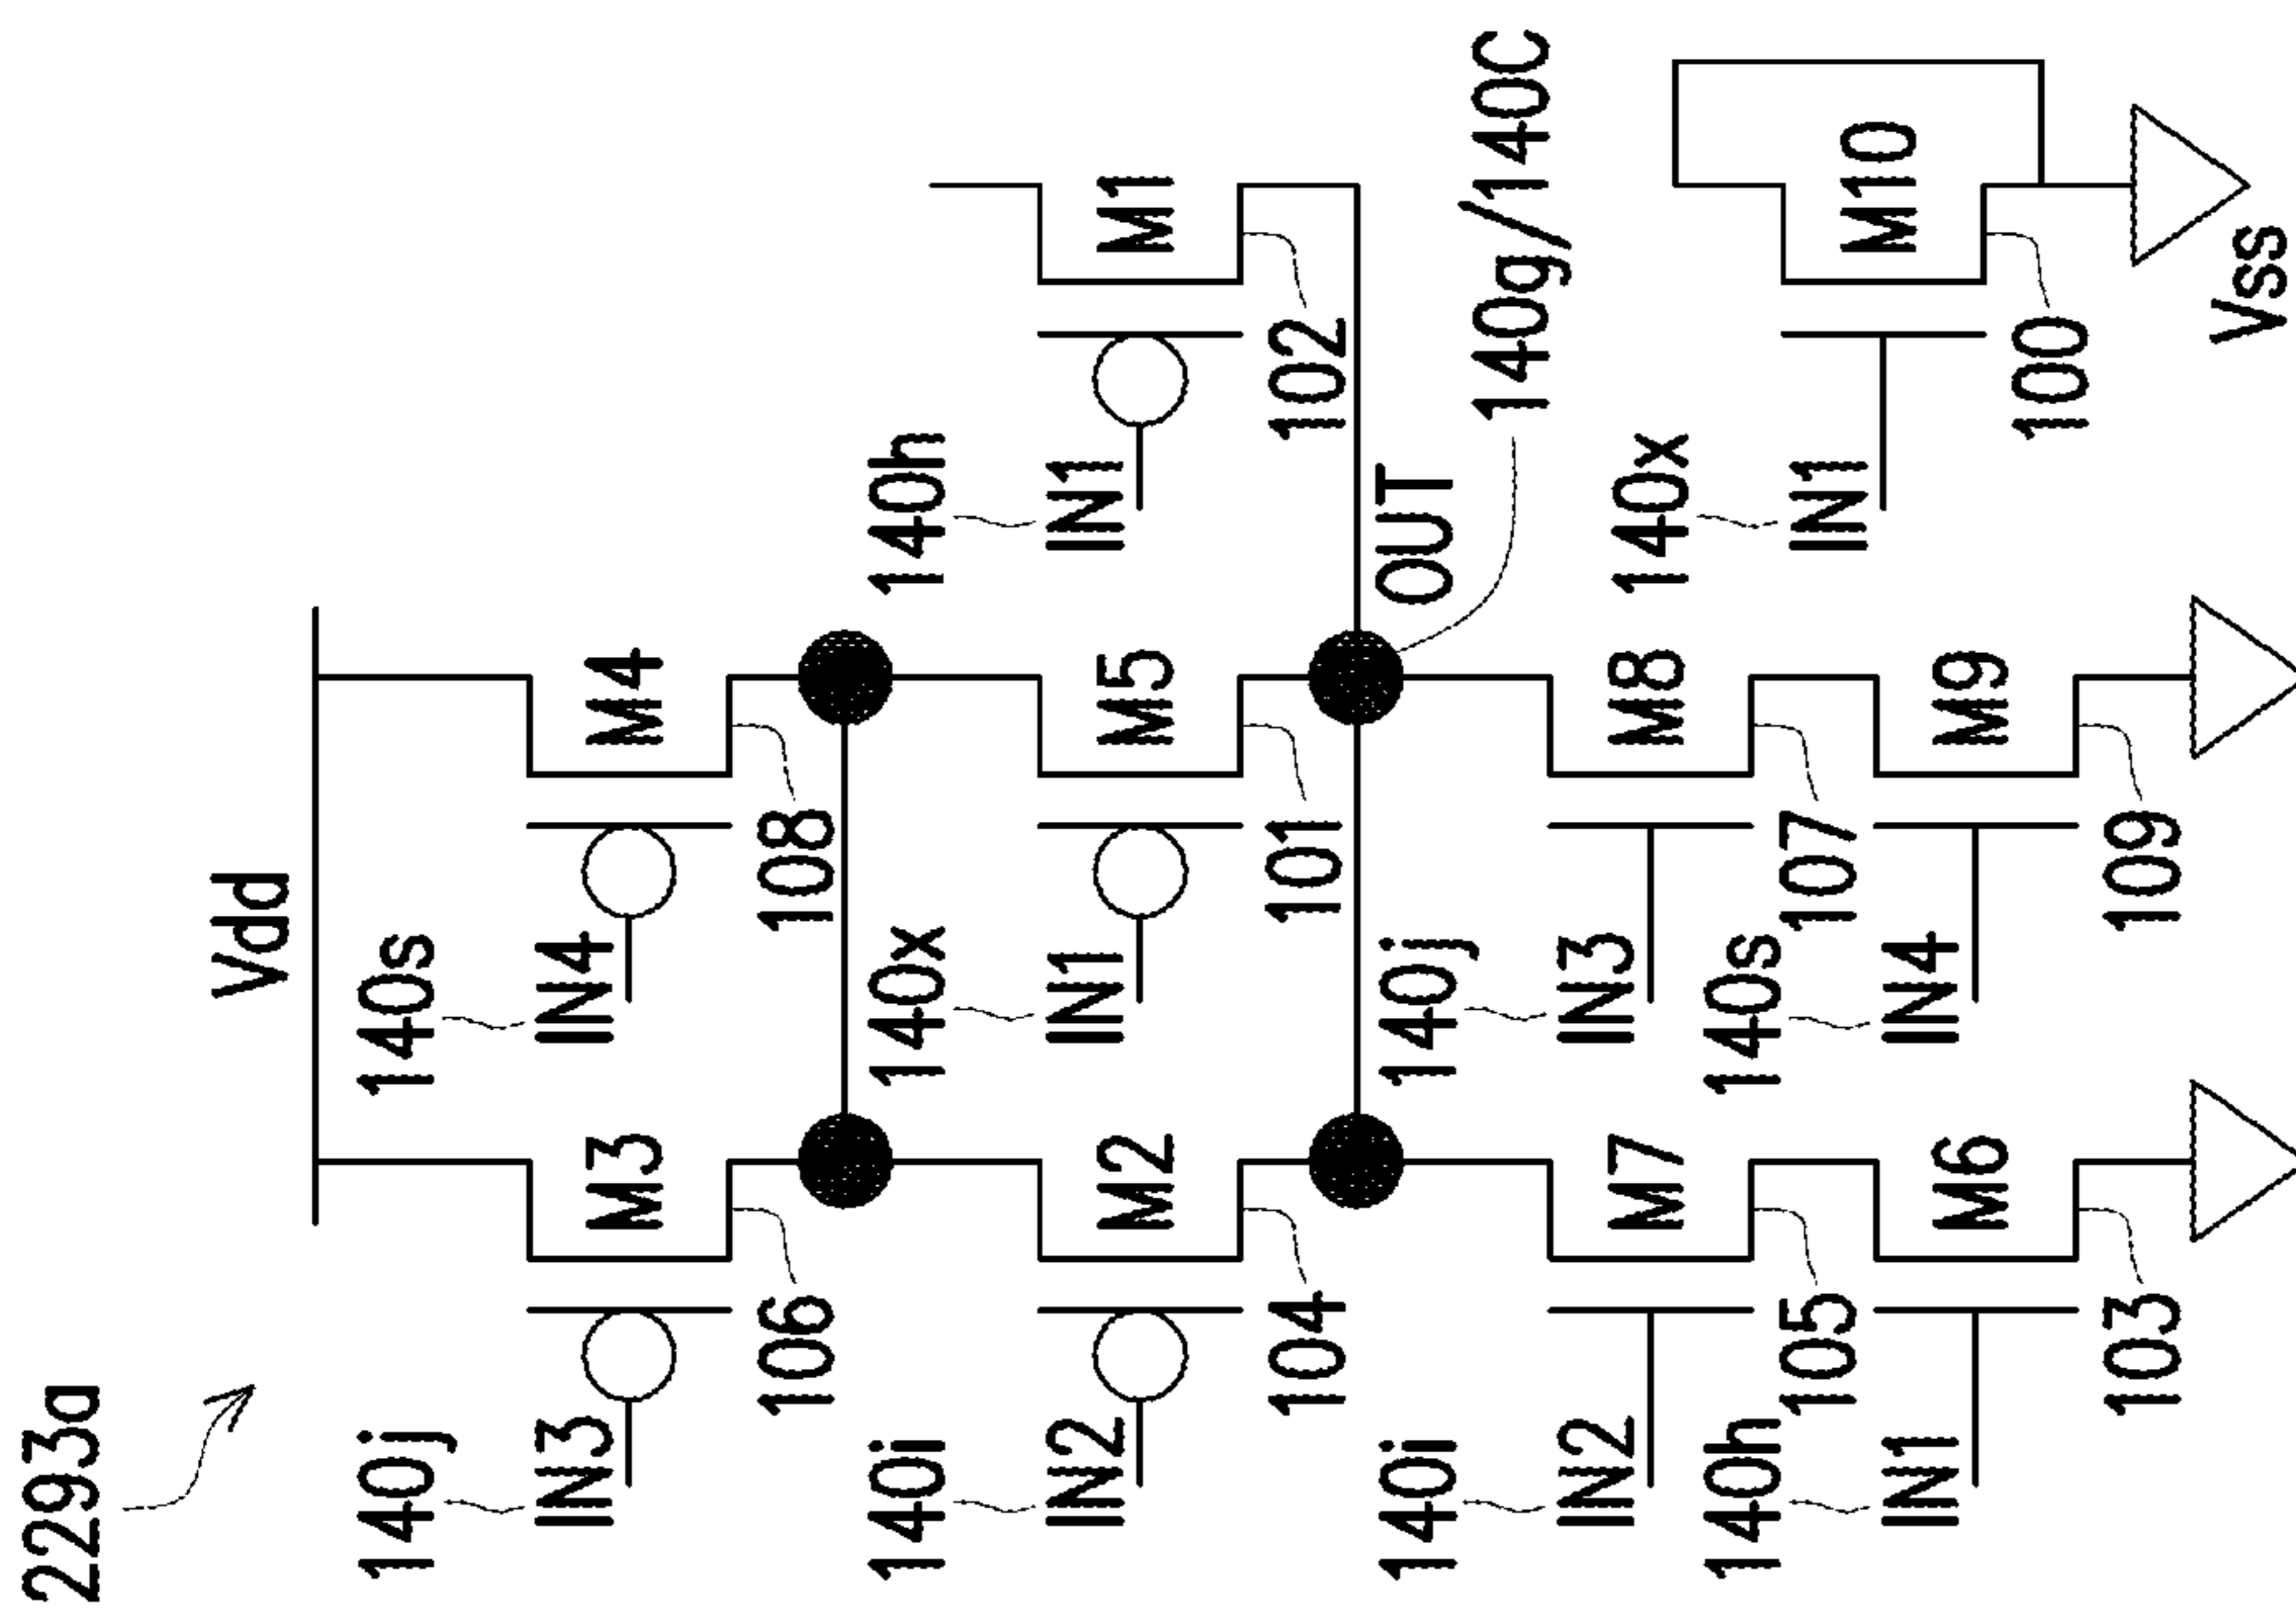 2293a
Vdd
140j
140s
IN3
M3
IN4
M4
106
108
140i
140x
140h
IN2
M2
IN1
M5
IN1
M1
104
101
102
140i
140j
OUT
140g/140C
IN2
M7
IN3
M8
140x
140h
105
140s
107
IN1
M10
IN1
M6
IN4
M9
100
103
109
Vss